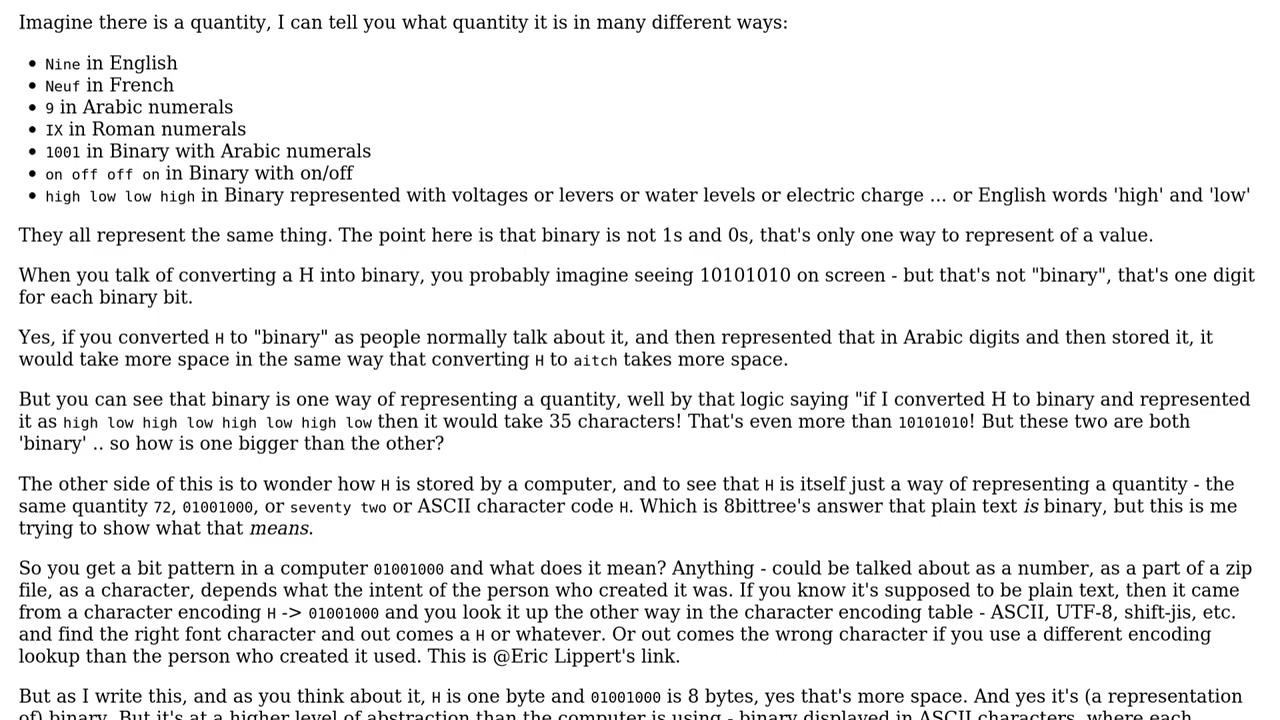 Imagine there is a quantity, I can tell you what quantity it is in many different ways:
• Nine in English
• Neuf in French
• 9 in Arabic numerals
• IX in Roman numerals
• 1001 in Binary with Arabic numerals
• on off off on in Binary with on/off
• high low low high in Binary represented with voltages or levers or water levels or electric charge ... or English words 'high' and 'low'
They all represent the same thing. The point here is that binary is not 1s and 0s, that's only one way to represent of a value.
When you talk of converting a H into binary, you probably imagine seeing 10101010 on screen - but that's not "binary", that's one digit
for each binary bit.
Yes, if you converted H to "binary" as people normally talk about it, and then represented that in Arabic digits and then stored it, it
would take more space in the same way that converting H to aitch takes more space.
But you can see that binary is one way of representing a quantity, well by that logic saying "if I converted H to binary and represented
it as high low high low high low high low then it would take 35 characters! That's even more than 10101010! But these two are both
'binary' .. so how is one bigger than the other?
The other side of this is to wonder how H is stored by a computer, and to see that H is itself just a way of representing a quantity - the
same quantity 72, 01001000, or seventy two or ASCII character code H. Which is 8bittree's answer that plain text is binary, but this is me
trying to show what that means.
So you get a bit pattern in a computer 01001000 and what does it mean? Anything - could be talked about as a number, as a part of a zip
file, as a character, depends what the intent of the person who created it was. If you know it's supposed to be plain text, then it came
from a character encoding H -> 01001000 and you look it up the other way in the character encoding table - ASCII, UTF-8, shift-jis, etc.
and find the right font character and out comes a H or whatever. Or out comes the wrong character if you use a different encoding
lookup than the person who created it used. This is @Eric Lippert's link.
But as I write this, and as you think about it, H is one byte and 01001000 is 8 bytes, yes that's more space. And yes it's (a representation
of) binary. But it's at a higher level of abstraction than the computer is using - binary displayed in ASCII characters, where each